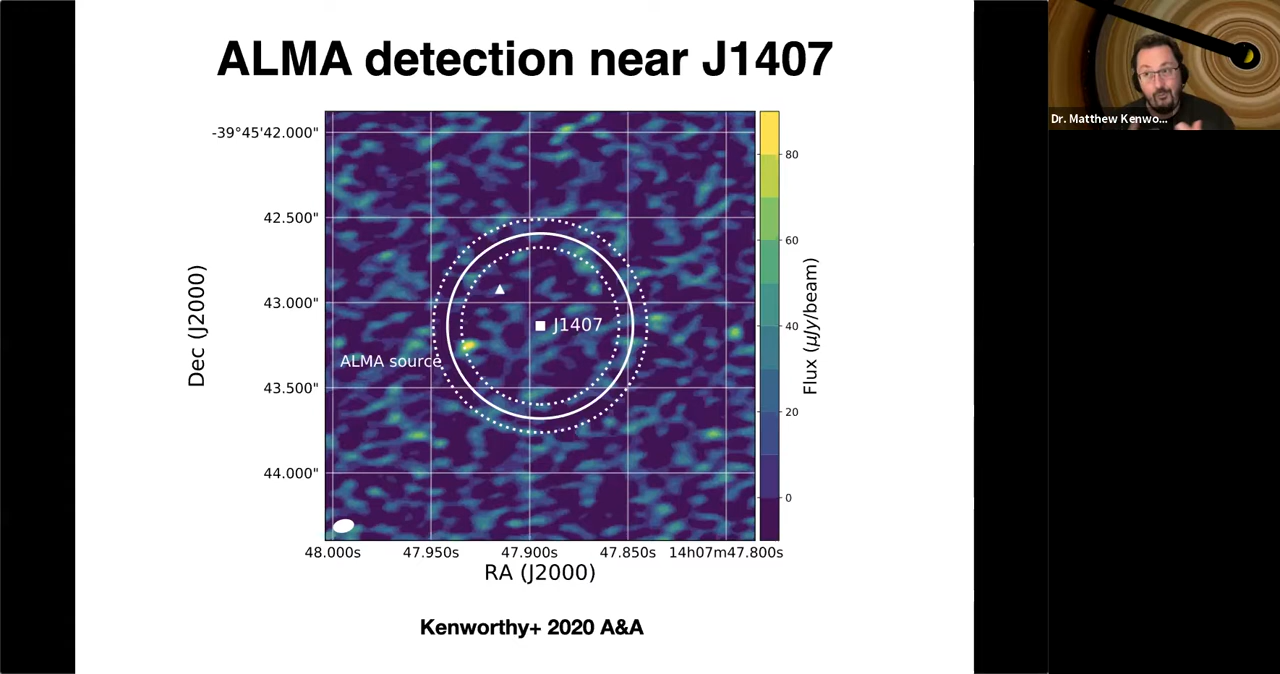 ALMA detection near J1407
Dr. Matthew Kenwo...
-39°45'42.000"
42.500"
43.000"
43.500"
44.000"
Dec (J2000)
J1407
ALMA source
80
60
40
20
0
Flux (μJy/beam)
48.000s 47.950s 47.900s 47.850s 14h07m47.800s
RA (J2000)
Kenworthy+ 2020 A&A